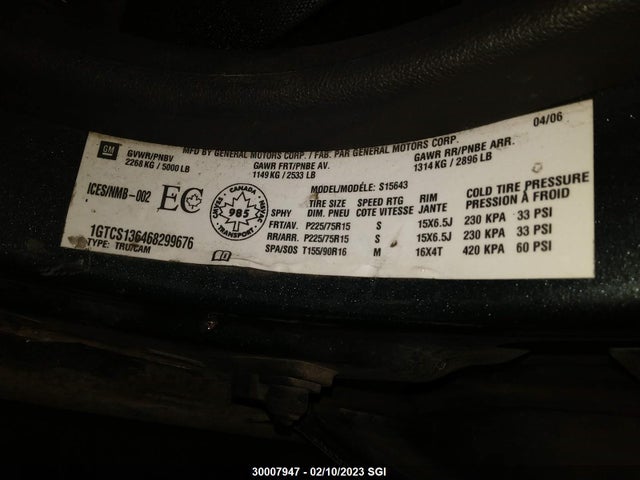 04/06
MFD BY GENERAL MOTORS CORP. / FAB. PAR GENERAL MOTORS CORP.
GM
GVWR/PNBV GAWR FRT/PNBE AV. GAWR RR/PNBE ARR.
2268 KG / 5000 LB 1149 KG / 2533 LB 1314 KG / 2896 LB
ICES/NMB-002 EC
CANADA
985
TRANSPORT
MODEL/MODÈLE: S15643
TIRE SIZE SPEED RTG RIM COLD TIRE PRESSURE
SPHY DIM. PNEU COTE VITESSE JANTE PRESSION À FROID
FRT/AV. P225/75R15 S 15X6.5J 230 KPA 33 PSI
RR/ARR. P225/75R15 S 15X6.5J 230 KPA 33 PSI
SPA/SDS T155/90R16 M 16X4T 420 KPA 60 PSI
1GTCS136468299676
TYPE: TRU/CAM
30007947 - 02/10/2023 SGI